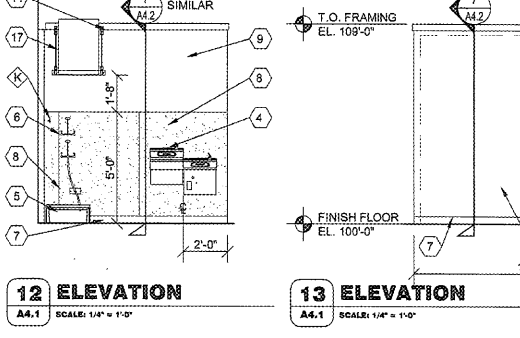 A4.2
SIMILAR
17
9
K
1'-8"
8
6
4
8
5'-0"
5
7
2'-0"
12 ELEVATION
A4.1 SCALE: 1/4" = 1'-0"
A4.2
T.O. FRAMING
EL. 109'-0"
FINISH FLOOR
EL. 100'-0"
7
13 ELEVATION
A4.1 SCALE: 1/4" = 1'-0"